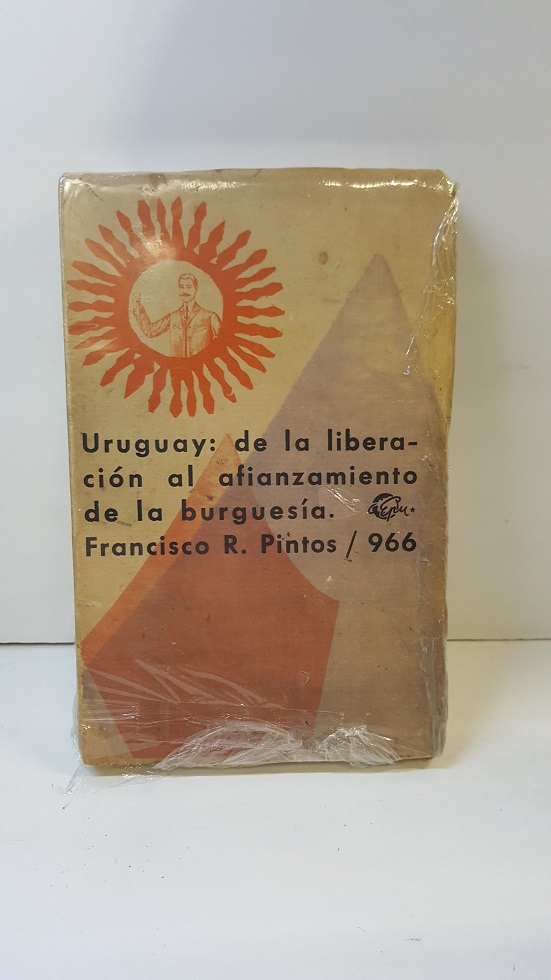 Uruguay: de la libera-
ción al afianzamiento
de la burguesía.
Francisco R. Pintos / 966